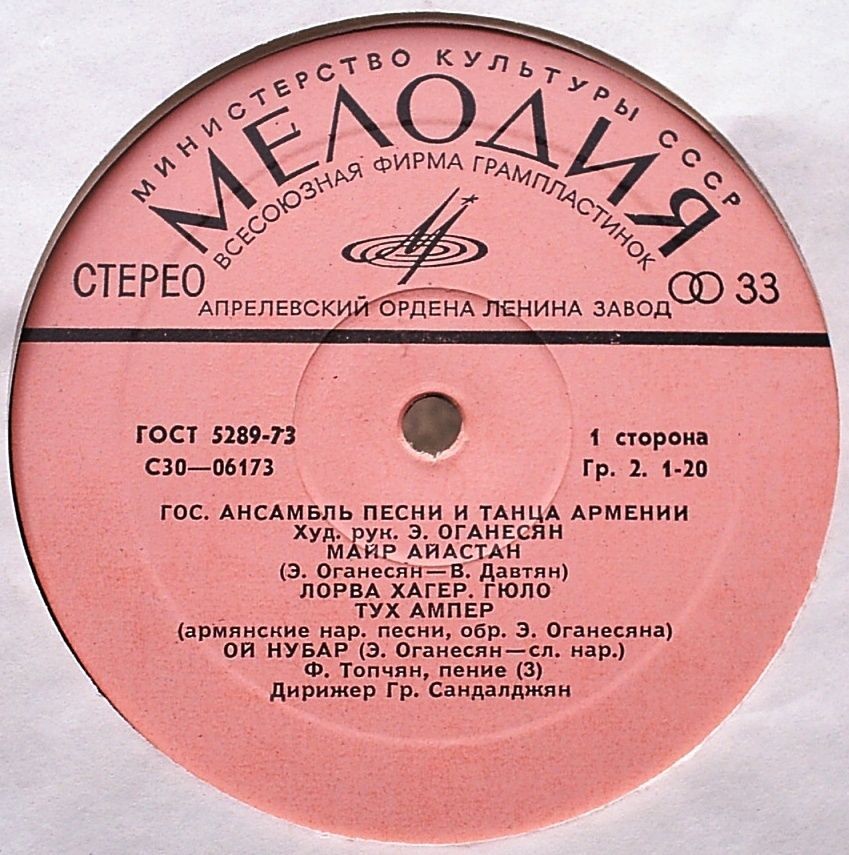 МИНИСТЕРСТВО КУЛЬТУРЫ СССР
МЕЛОДИЯ
ВСЕСОЮЗНАЯ ФИРМА ГРАМПЛАСТИНОК
СТЕРЕО
33
АПРЕЛЕВСКИЙ ОРДЕНА ЛЕНИНА ЗАВОД
ГОСТ 5289-73
1 сторона
С30—06173
Гр. 2. 1-20
ГОС. АНСАМБЛЬ ПЕСНИ И ТАНЦА АРМЕНИИ
Худ. рук. Э. ОГАНЕСЯН
МАЙР АЙАСТАН
(Э. Оганесян—В. Давтян)
ЛОРВА ХАГЕР. ГЮЛО
ТУХ АМПЕР
(армянские нар. песни, обр. Э. Оганесяна)
ОЙ НУБАР (Э. Оганесян—сл. нар.)
Ф. Топчян, пение (3)
Дирижер Гр. Сандалджян